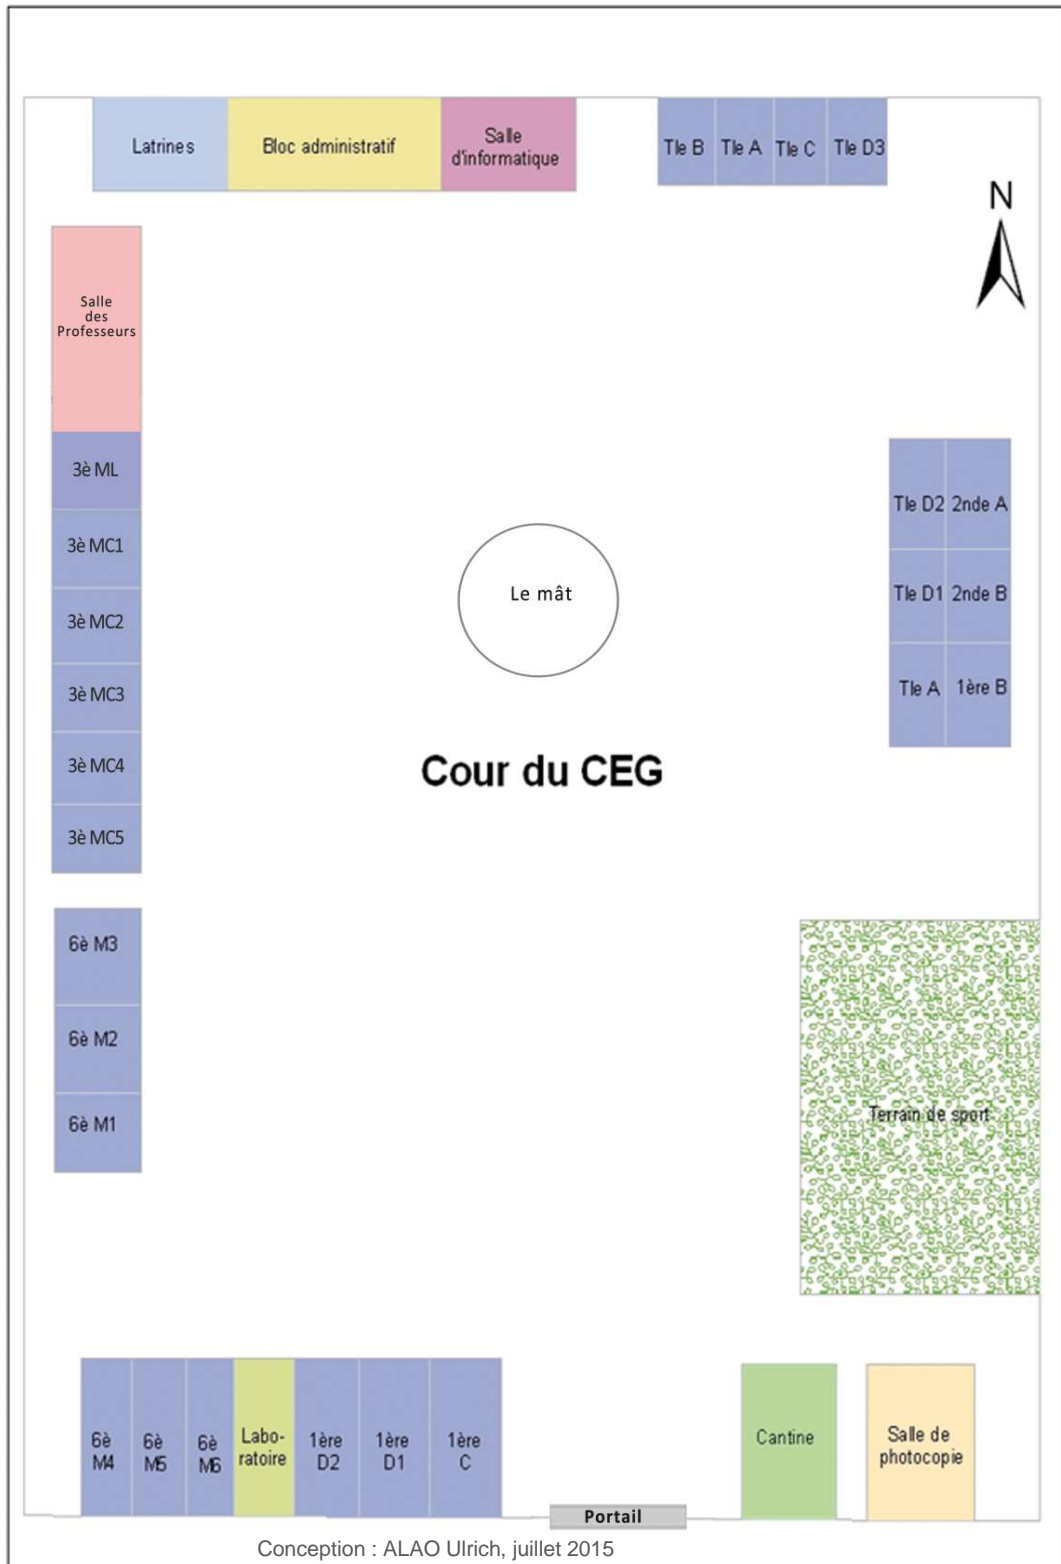 Latrines
Bloc administratif
Salle
d'informatique
Tle B
Tle A
Tle C
Tle D3
N
Salle
des
Professeurs
3è ML
3è MC1
3è MC2
3è MC3
3è MC4
3è MC5
Le mât
Tle D2
2nde A
Tle D1
2nde B
Tle A
1ère B
Cour du CEG
6è M3
6è M2
6è M1
Terrain de sport
6è
M4
6è
M5
6è
M6
Labo-
ratoire
1ère
D2
1ère
D1
1ère
C
Cantine
Salle de
photocopie
Portail
Conception : ALAO Ulrich, juillet 2015